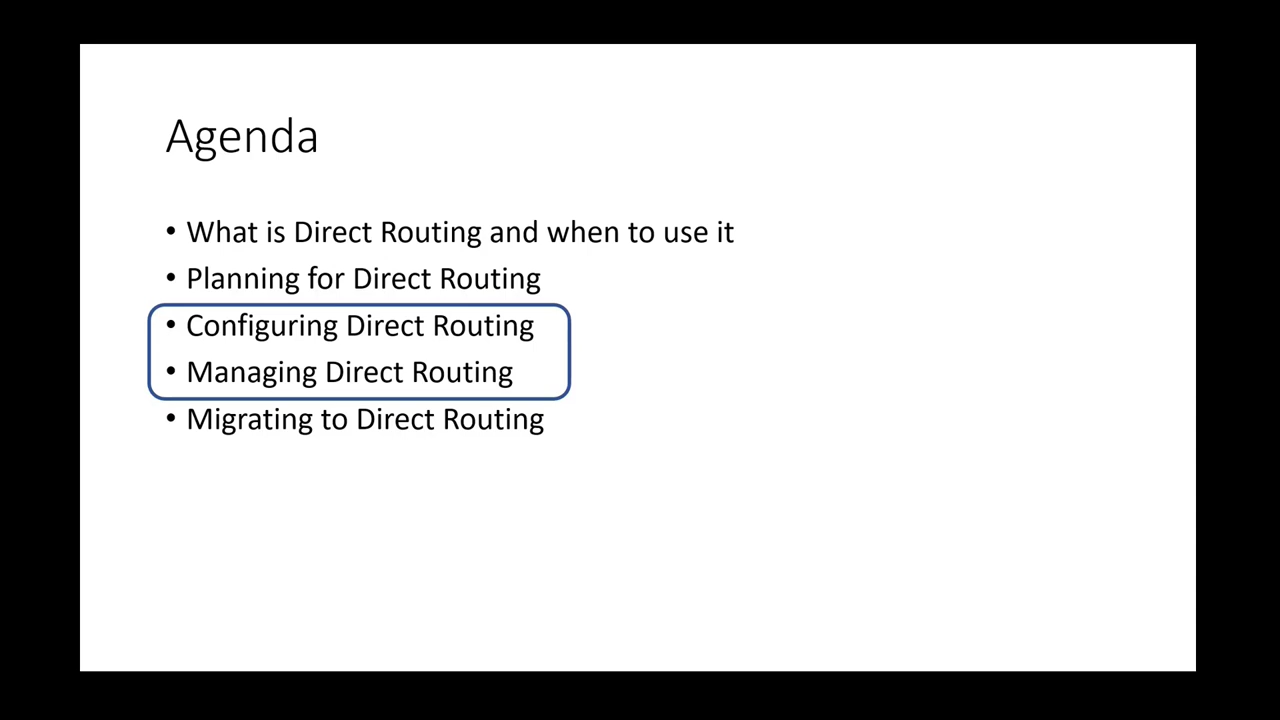 Agenda
• What is Direct Routing and when to use it
• Planning for Direct Routing
• Configuring Direct Routing
• Managing Direct Routing
• Migrating to Direct Routing